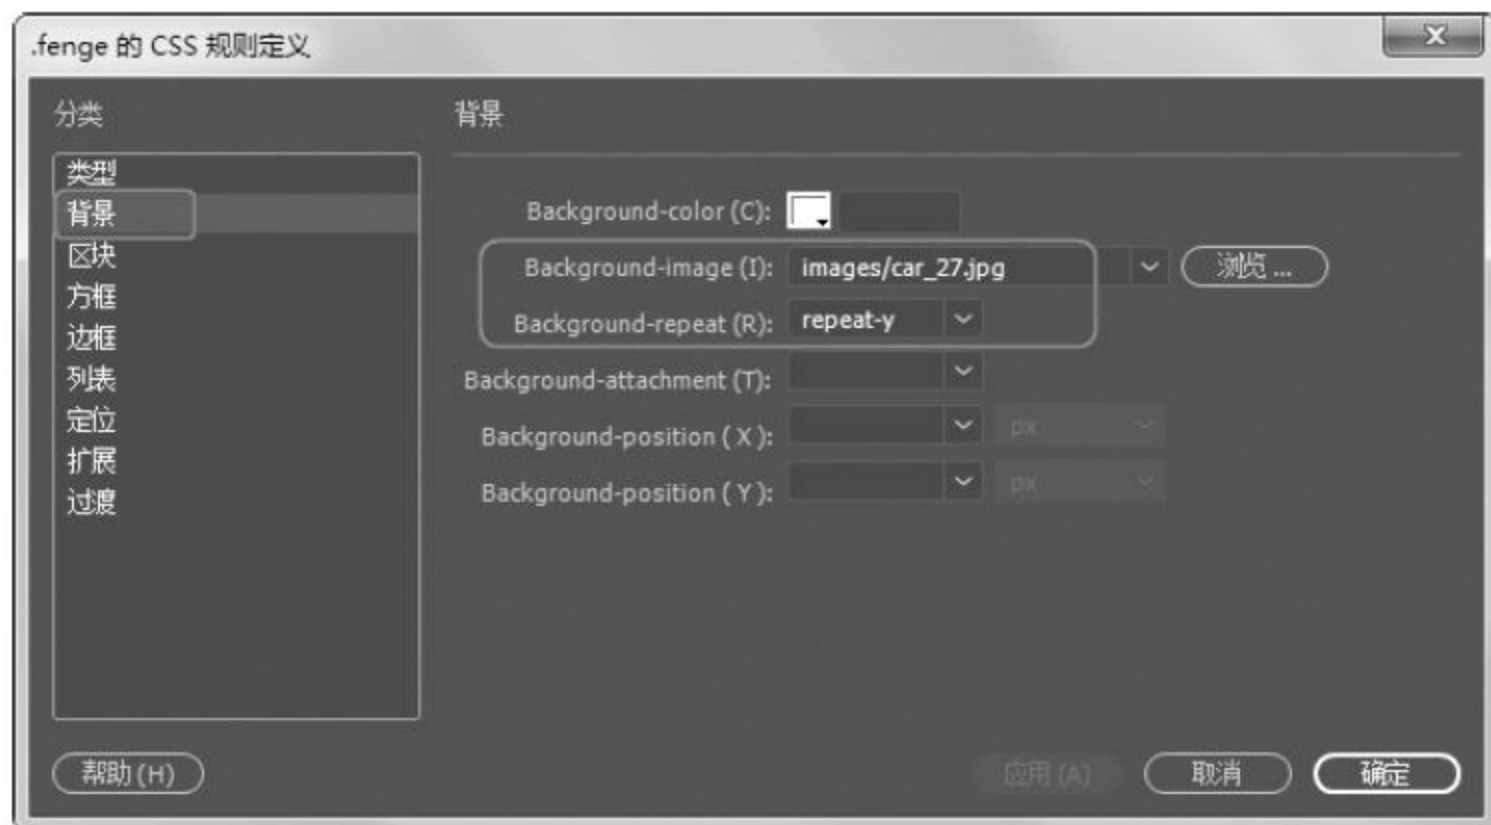 .fenge 的 CSS 规则定义
分类
类型
背景
区块
方框
边框
列表
定位
扩展
过渡
背景
Background-color (C):
Background-image (I): images/car_27.jpg 浏览 ...
Background-repeat (R): repeat-y
Background-attachment (T):
Background-position ( X ): px
Background-position ( Y ): px
帮助 (H) 应用 (A) 取消 确定